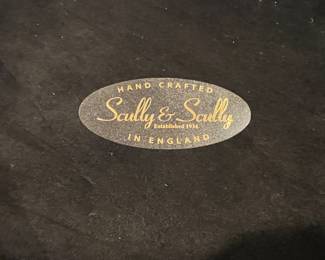 HAND CRAFTED
Scully & Scully
Established 1934
IN ENGLAND